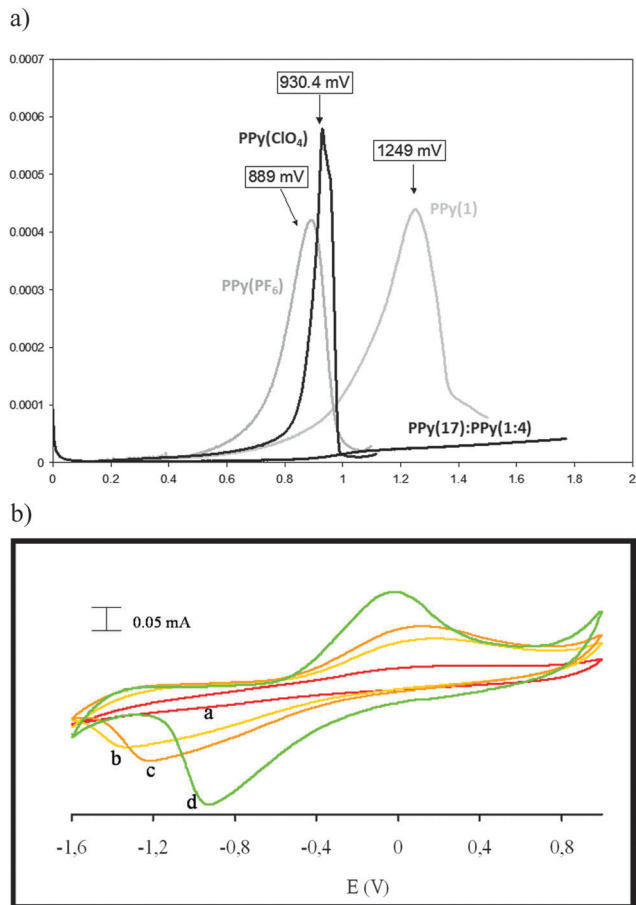 a)
0.0007
0.0006
0.0005
0.0004
0.0003
0.0002
0.0001
0
930.4 mV
PPy(ClO4)
1249 mV
889 mV
PPy(1)
PPy(PF6)
PPy(17):PPy(1:4)
0 0.2 0.4 0.6 0.8 1 1.2 1.4 1.6 1.8 2
b)
0.05 mA
a
b
c
d
-1,6 -1,2 -0,8 -0,4 0 0,4 0,8
E (V)